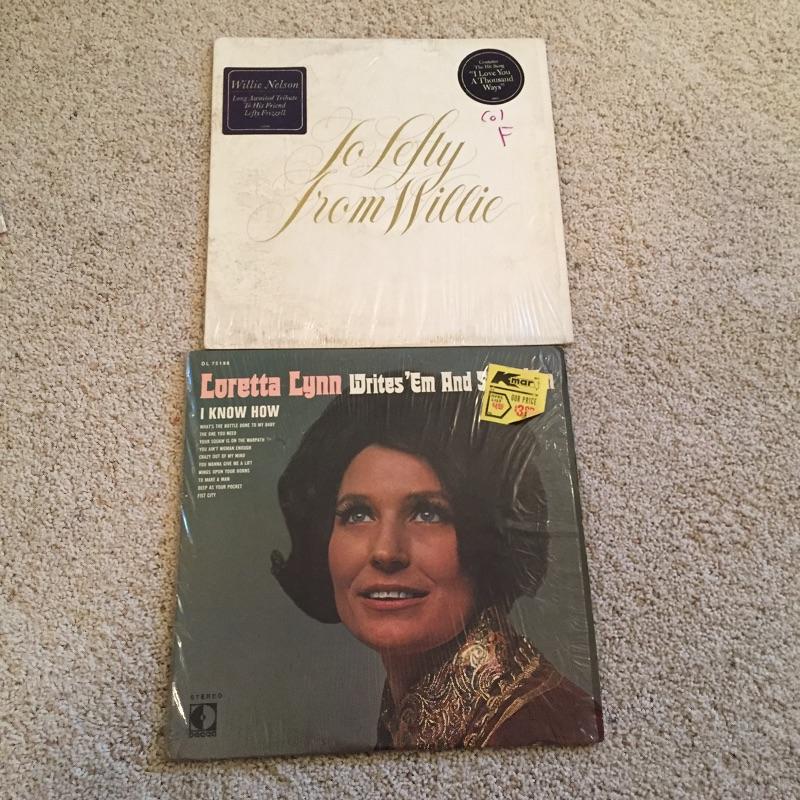 Willie Nelson
Long Awaited Tribute
To His Friend
Lefty Frizzell
Contains
The Hit Song
"I Love You
A Thousand
Ways"
Col
F
To Lefty
From Willie
DL 75198
Loretta Lynn Writes 'Em And S
Kmart
OUR PRICE
I KNOW HOW
WHAT'S THE BOTTLE DONE TO MY BABY
THE ONE YOU NEED
YOUR SQUAW IS ON THE WARPATH
YOU AIN'T WOMAN ENOUGH
CRAZY OUT OF MY MIND
YOU WANNA GIVE ME A LIFT
WINGS UPON YOUR HORNS
TO MAKE A MAN
DEEP AS YOUR POCKET
FIST CITY
STEREO
DECCA